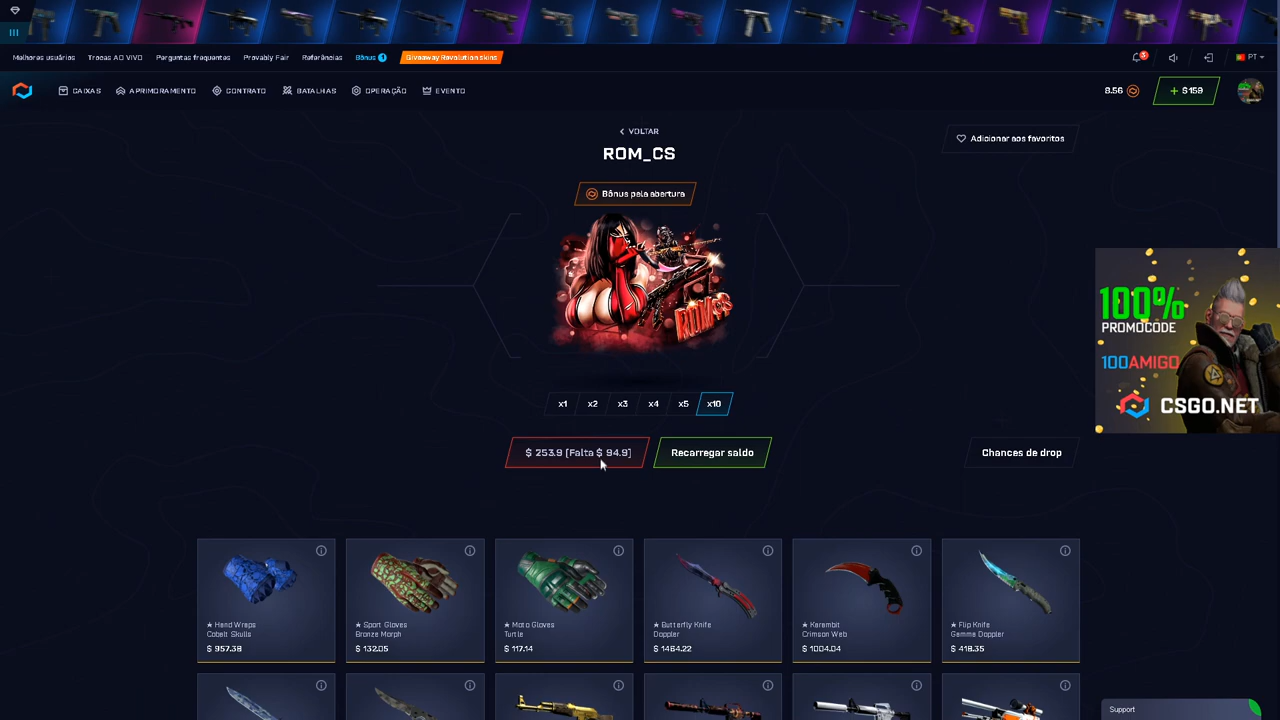 Melhores usuários
Trocas AO VIVO
Perguntas frequentes
Provably Fair
Referências
Bônus
Giveaway Revolution skins
3
PT
CAIXAS
APRIMORAMENTO
CONTRATO
BATALHAS
OPERAÇÃO
EVENTO
8.56
+ $ 159
VOLTAR
ROM_CS
Adicionar aos favoritos
Bônus pela abertura
ROM_CS
100%
PROMOCODE
100AMIGO
CSGO.NET
x1
x2
x3
x4
x5
x10
$ 253.9 (Falta $ 94.9)
Recarregar saldo
Chances de drop
★ Hand Wraps
Cobalt Skulls
$ 957.38
★ Sport Gloves
Bronze Morph
$ 132.05
★ Moto Gloves
Turtle
$ 117.14
★ Butterfly Knife
Doppler
$ 1464.22
★ Karambit
Crimson Web
$ 1004.04
★ Flip Knife
Gamma Doppler
$ 418.35
Support